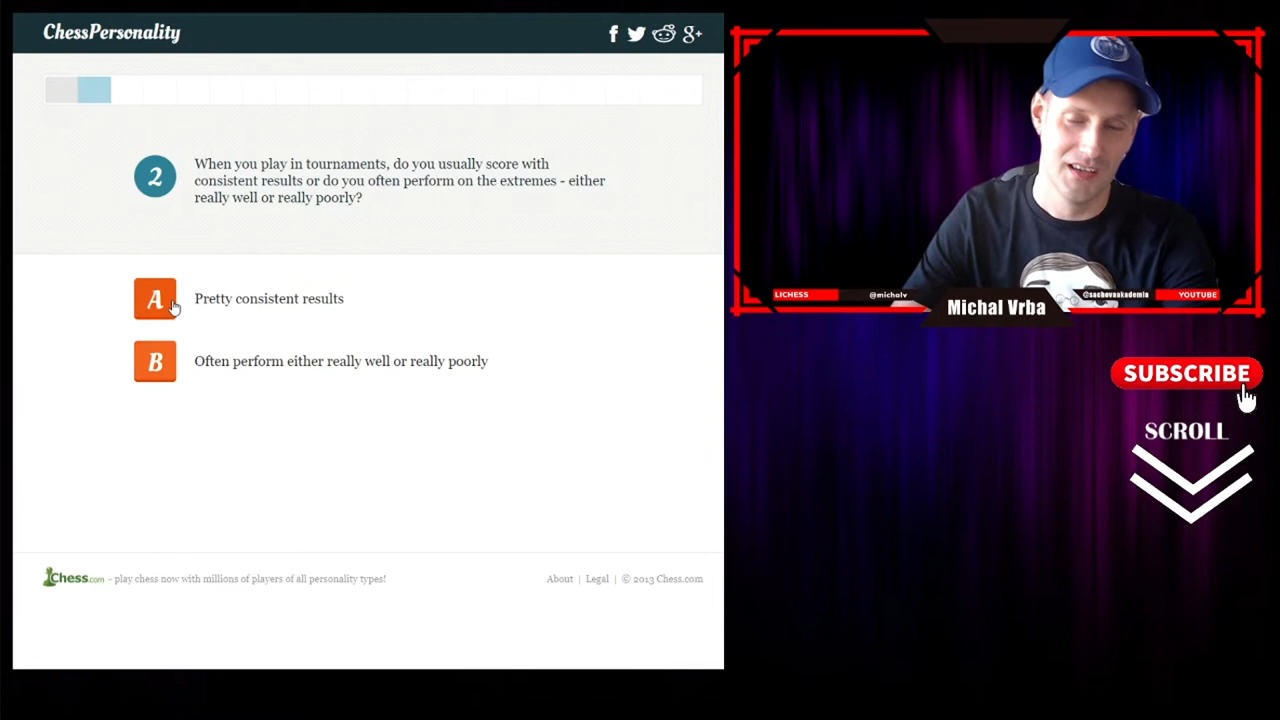 ChessPersonality
2
When you play in tournaments, do you usually score with
consistent results or do you often perform on the extremes - either
really well or really poorly?
A
Pretty consistent results
B
Often perform either really well or really poorly
Chess.com – play chess now with millions of players of all personality types!
About | Legal | © 2013 Chess.com
LICHESS
@michalv
Michal Vrba
@sachovaakademia
YOUTUBE
SUBSCRIBE
SCROLL